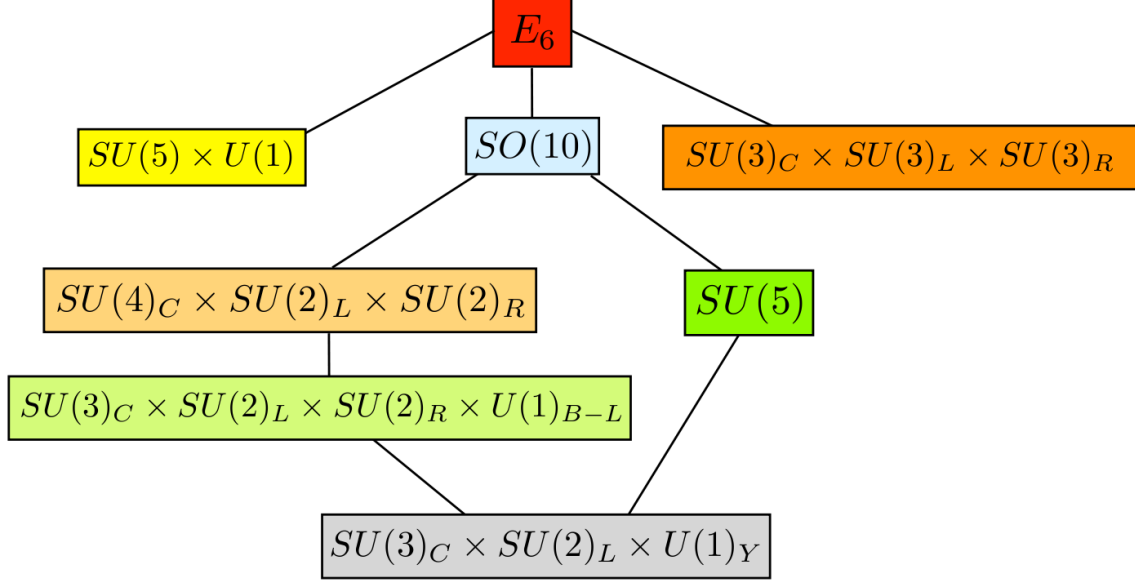 E₆
SU(5) × U(1)
SO(10)
SU(3)_C × SU(3)_L × SU(3)_R
SU(4)_C × SU(2)_L × SU(2)_R
SU(5)
SU(3)_C × SU(2)_L × SU(2)_R × U(1)_{B−L}
SU(3)_C × SU(2)_L × U(1)_Y